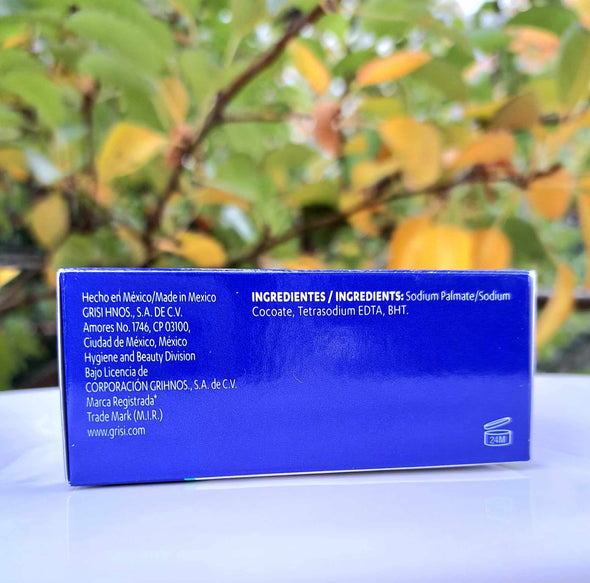 Hecho en México/Made in Mexico
GRISI HNOS., S.A. DE C.V.
Amores No. 1746, CP 03100,
Ciudad de México, México
Hygiene and Beauty Division
Bajo Licencia de
CORPORACIÓN GRIHNOS., S.A. de C.V.
Marca Registrada*
Trade Mark (M.I.R.)
www.grisi.com
INGREDIENTES / INGREDIENTS: Sodium Palmate/Sodium
Cocoate, Tetrasodium EDTA, BHT.
24M